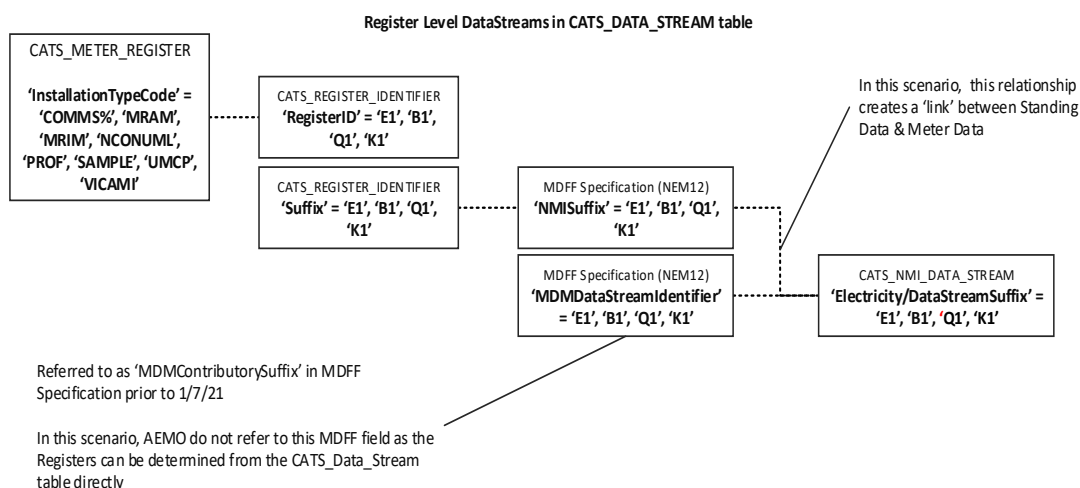 Register Level DataStreams in CATS_DATA_STREAM table
CATS_METER_REGISTER
‘InstallationTypeCode’ =
‘COMMS%’, ‘MRAM’,
‘MRIM’, ‘NCONUML’,
‘PROF’, ‘SAMPLE’, ‘UMCP’,
‘VICAMI’
CATS_REGISTER_IDENTIFIER
‘RegisterID’ = ‘E1’, ‘B1’,
‘Q1’, ‘K1’
In this scenario, this relationship
creates a ‘link’ between Standing
Data & Meter Data
CATS_REGISTER_IDENTIFIER
‘Suffix’ = ‘E1’, ‘B1’, ‘Q1’,
‘K1’
MDFF Specification (NEM12)
‘NMISuffix’ = ‘E1’, ‘B1’, ‘Q1’,
‘K1’
MDFF Specification (NEM12)
‘MDMDataStreamIdentifier’
= ‘E1’, ‘B1’, ‘Q1’, ‘K1’
CATS_NMI_DATA_STREAM
‘Electricity/DataStreamSuffix’ =
‘E1’, ‘B1’, ‘Q1’, ‘K1’
Referred to as ‘MDMContributorySuffix’ in MDFF
Specification prior to 1/7/21
In this scenario, AEMO do not refer to this MDFF field as the
Registers can be determined from the CATS_Data_Stream
table directly